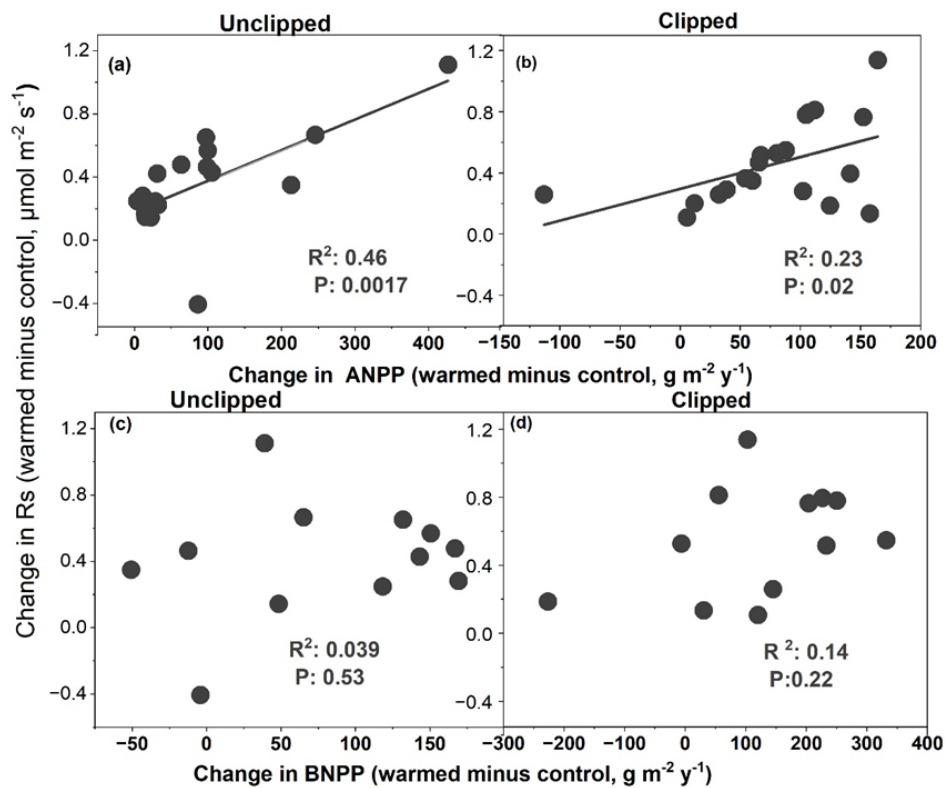 Unclipped
Clipped
Change in Rs (warmed minus control, μmol m⁻² s⁻¹)
(a)
1.2
0.8
0.4
0.0
−0.4
R²: 0.46
P: 0.0017
0 100 200 300 400
(b)
1.2
0.8
0.4
0.0
−0.4
R²: 0.23
P: 0.02
−150 −100 −50 0 50 100 150 200
Change in ANPP (warmed minus control, g m⁻² y⁻¹)
Unclipped
Clipped
(c)
1.2
0.8
0.4
0.0
−0.4
R²: 0.039
P: 0.53
−50 0 50 100 150
(d)
1.2
0.8
0.4
0.0
−0.4
R ²: 0.14
P:0.22
−300 −200 −100 0 100 200 300 400
Change in BNPP (warmed minus control, g m⁻² y⁻¹)